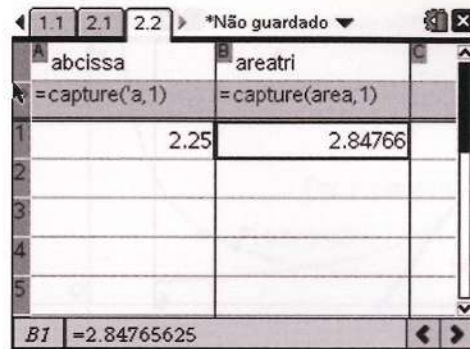 1.1 2.1 2.2 *Não guardado
A abcissa B areatri C
=capture('a,1) =capture(area,1)
1 2.25 2.84766
2
3
4
5
B1 =2.84765625